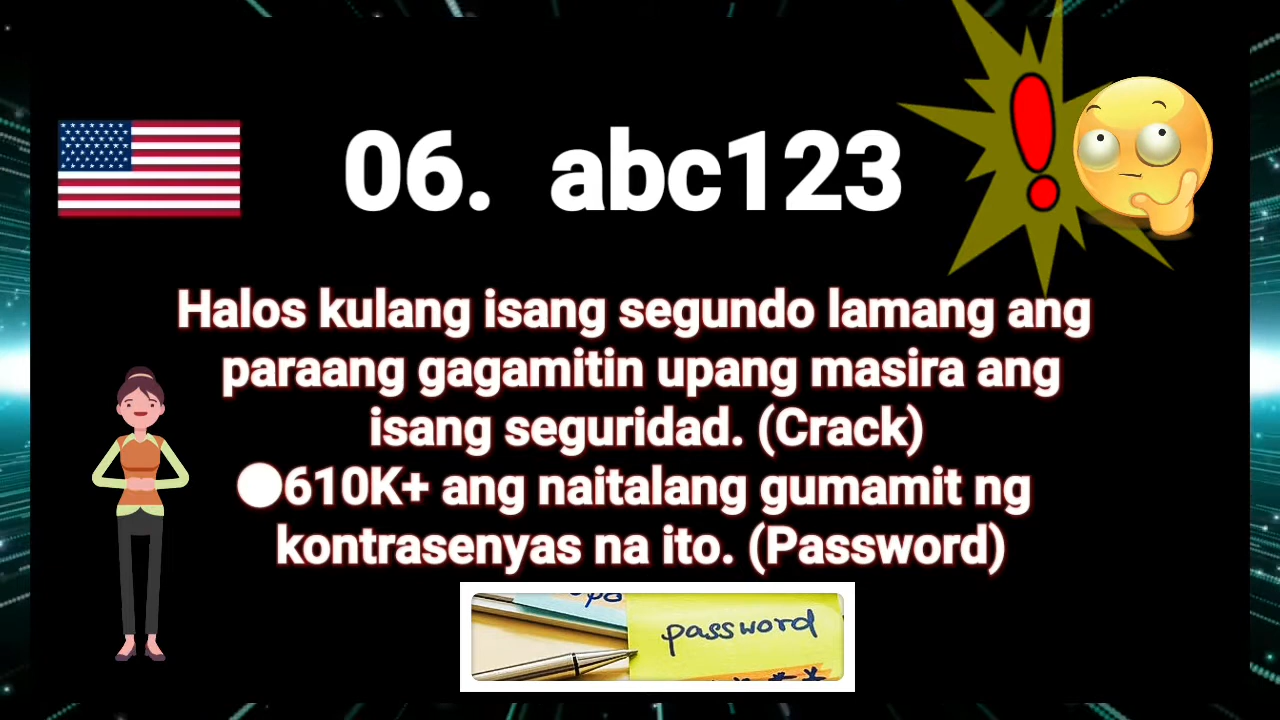 06. abc123
Halos kulang isang segundo lamang ang
paraang gagamitin upang masira ang
isang seguridad. (Crack)
●610K+ ang naitalang gumamit ng
kontrasenyas na ito. (Password)
password